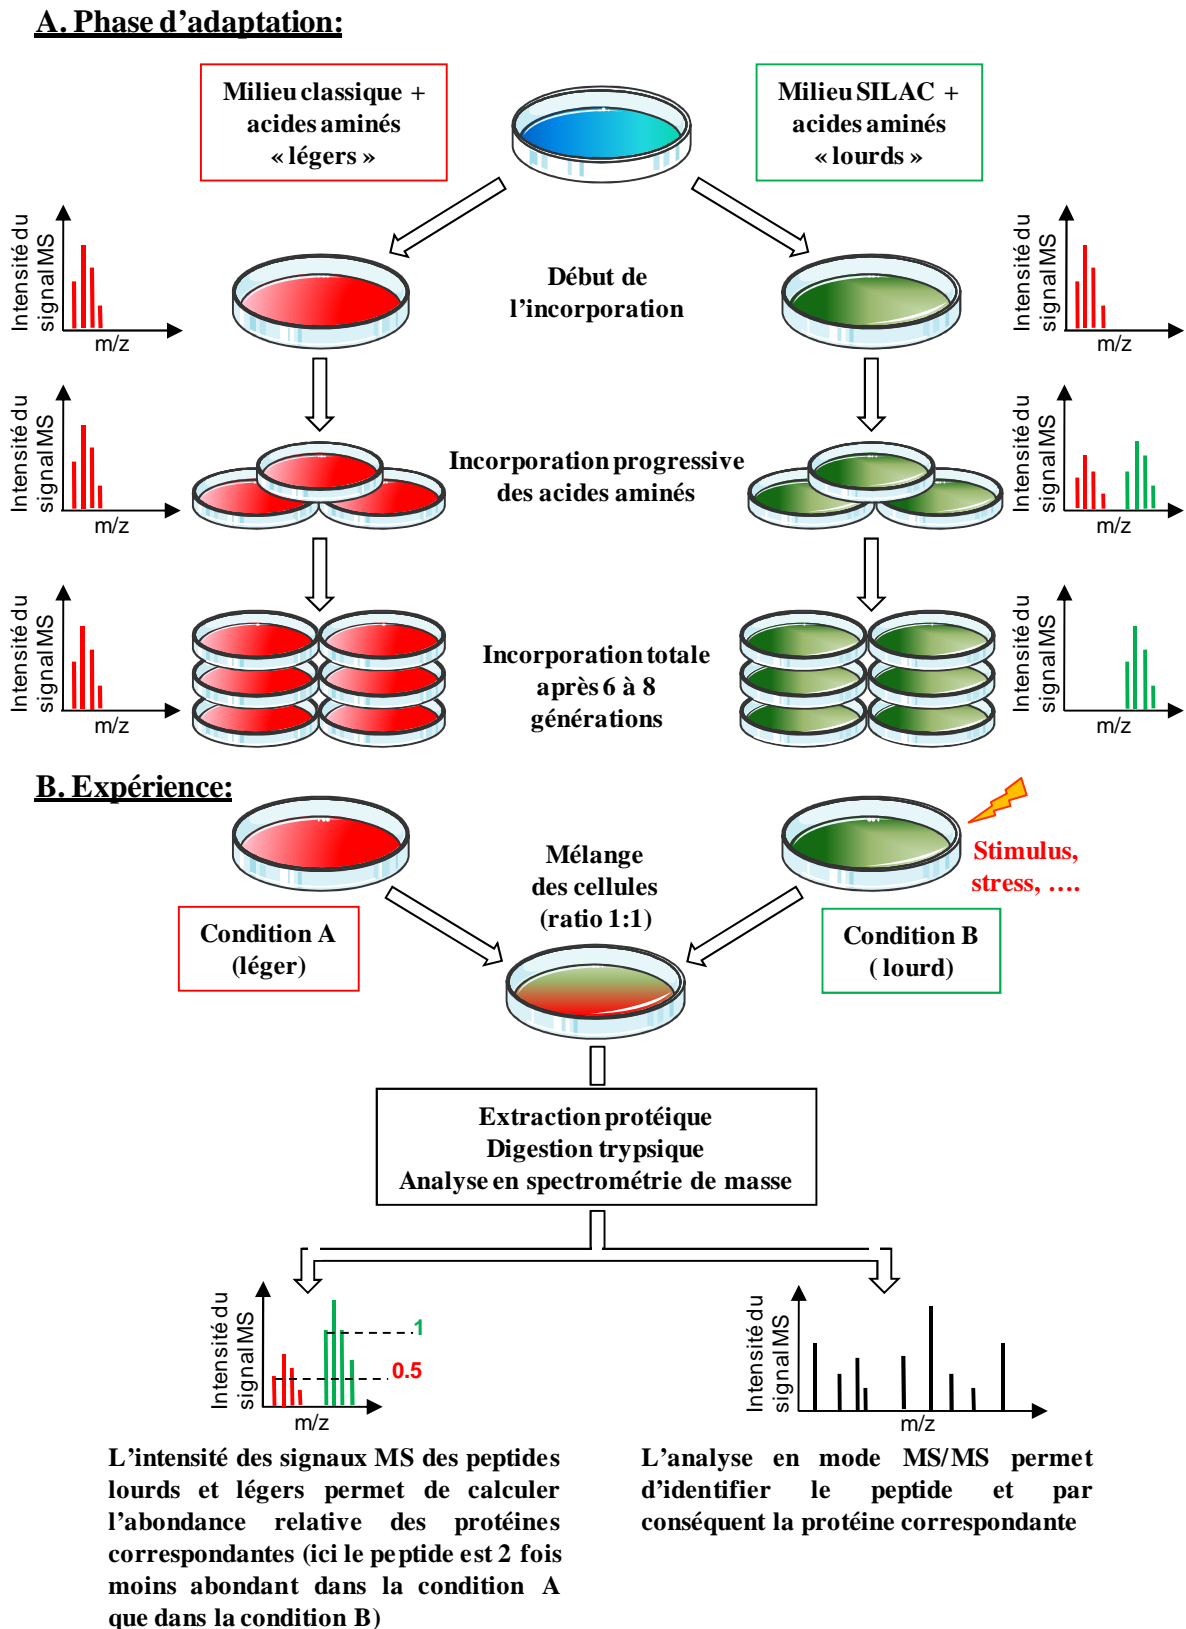 A. Phase d’adaptation:
Milieu classique +
acides aminés
« légers »
Milieu SILAC +
acides aminés
« lourds »
Intensité du
signal MS
m/z
Début de
l’incorporation
Intensité du
signal MS
m/z
Intensité du
signal MS
m/z
Incorporation progressive
des acides aminés
Intensité du
signal MS
m/z
Intensité du
signal MS
m/z
Incorporation totale
après 6 à 8
générations
Intensité du
signal MS
m/z
B. Expérience:
Mélange
des cellules
(ratio 1:1)
Stimulus,
stress, ….
Condition A
(léger)
Condition B
( lourd)
Extraction protéique
Digestion trypsique
Analyse en spectrométrie de masse
Intensité du
signal MS
1
0.5
m/z
Intensité du
signal MS
m/z
L’intensité des signaux MS des peptides
lourds et légers permet de calculer
l’abondance relative des protéines
correspondantes (ici le peptide est 2 fois
moins abondant dans la condition A
que dans la condition B)
L’analyse en mode MS/MS permet
d’identifier le peptide et par
conséquent la protéine correspondante